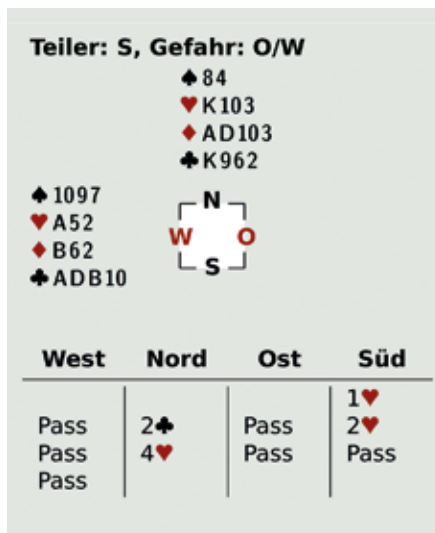 Teiler: S, Gefahr: O/W
♠ 84
♥ K103
♦ AD103
♣ K962
♠ 1097
♥ A52
♦ B62
♣ ADB10
N
W O
S
West Nord Ost Süd
1♥
Pass 2♣ Pass 2♥
Pass 4♥ Pass Pass
Pass